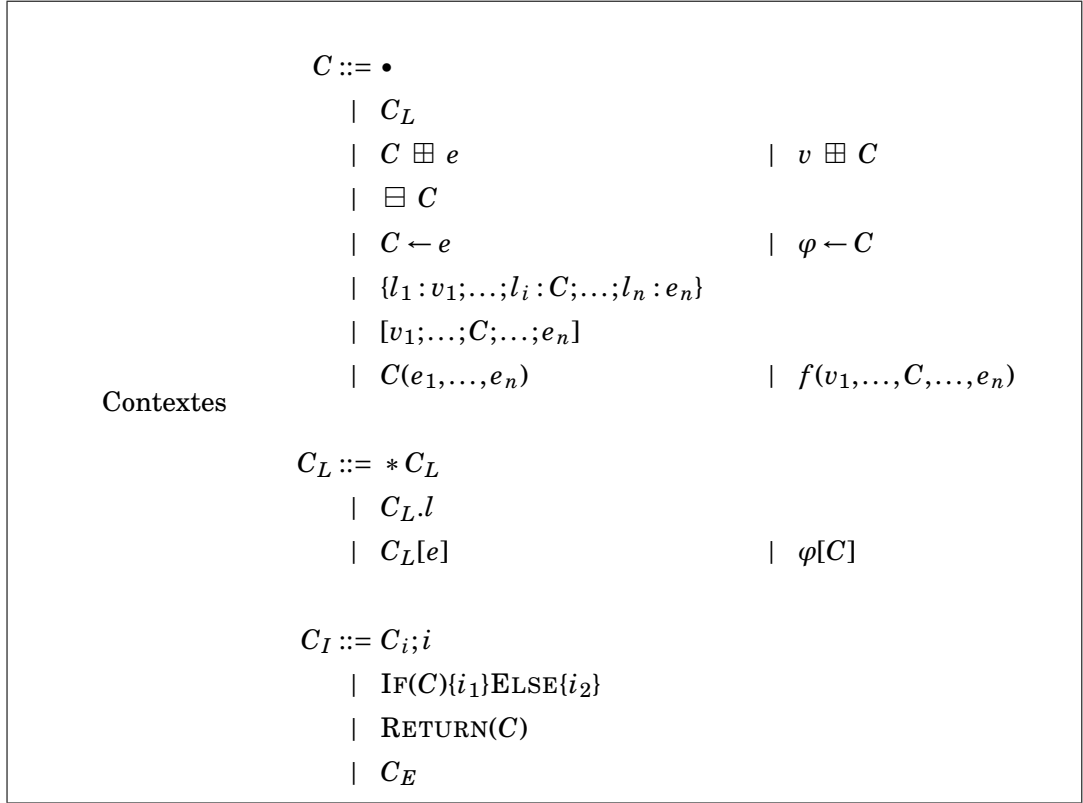 C ::= •
| C_L
| C ⊞ e | v ⊞ C
| ⊟ C
| C ← e | φ ← C
| {l_1 : v_1; …; l_i : C; …; l_n : e_n}
| [v_1; …; C; …; e_n]
| C(e_1, …, e_n) | f(v_1, …, C, …, e_n)
Contextes
C_L ::= ∗ C_L
| C_L.l
| C_L[e] | φ[C]
C_I ::= C_i; i
| IF(C){i_1}ELSE{i_2}
| RETURN(C)
| C_E